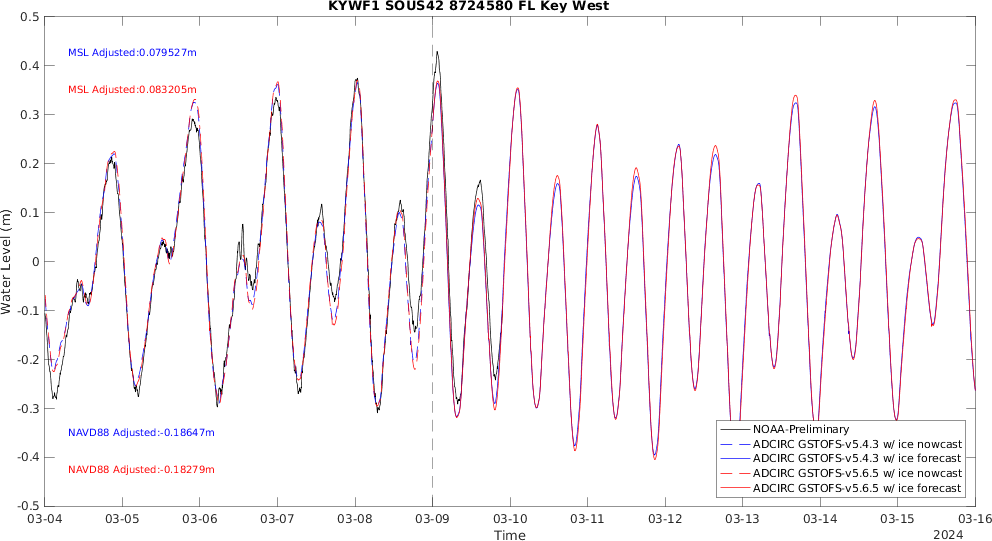 KYWF1 SOUS42 8724580 FL Key West
0.5
0.4
0.3
0.2
0.1
0
-0.1
-0.2
-0.3
-0.4
-0.5
Water Level (m)
MSL Adjusted:0.079527m
MSL Adjusted:0.083205m
NAVD88 Adjusted:-0.18647m
NAVD88 Adjusted:-0.18279m
NOAA-Preliminary
ADCIRC GSTOFS-v5.4.3 w/ ice nowcast
ADCIRC GSTOFS-v5.4.3 w/ ice forecast
ADCIRC GSTOFS-v5.6.5 w/ ice nowcast
ADCIRC GSTOFS-v5.6.5 w/ ice forecast
03-04 03-05 03-06 03-07 03-08 03-09 03-10 03-11 03-12 03-13 03-14 03-15 03-16
Time
2024